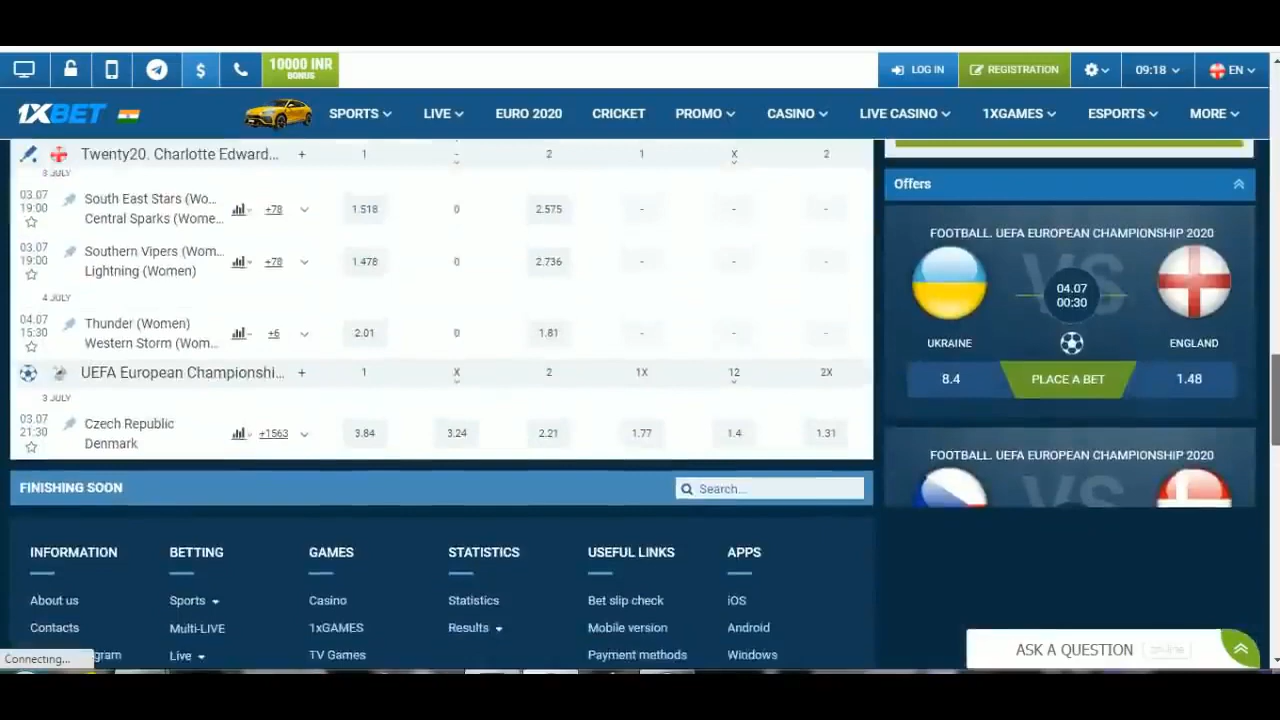 10000 INR
BONUS
LOG IN
REGISTRATION
09:18
EN
1XBET
SPORTS
LIVE
EURO 2020
CRICKET
PROMO
CASINO
LIVE CASINO
1XGAMES
ESPORTS
MORE
Twenty20. Charlotte Edward... + 1 - 2 1 X 2
3 JULY
03.07
19:00
South East Stars (Wo...
Central Sparks (Wome...
+78
1.518 0 2.575 - - -
03.07
19:00
Southern Vipers (Wom...
Lightning (Women)
+78
1.478 0 2.736 - - -
4 JULY
04.07
15:30
Thunder (Women)
Western Storm (Wom...
+6
2.01 0 1.81 - - -
UEFA European Championshi... + 1 X 2 1X 12 2X
3 JULY
03.07
21:30
Czech Republic
Denmark
+1563
3.84 3.24 2.21 1.77 1.4 1.31
Offers
FOOTBALL. UEFA EUROPEAN CHAMPIONSHIP 2020
VS
04.07
00:30
UKRAINE
ENGLAND
8.4
PLACE A BET
1.48
FOOTBALL. UEFA EUROPEAN CHAMPIONSHIP 2020
VS
FINISHING SOON
Search...
INFORMATION
About us
Contacts
gram
BETTING
Sports
Multi-LIVE
Live
GAMES
Casino
1xGAMES
TV Games
STATISTICS
Statistics
Results
USEFUL LINKS
Bet slip check
Mobile version
Payment methods
APPS
iOS
Android
Windows
ASK A QUESTION
on-line
Connecting...